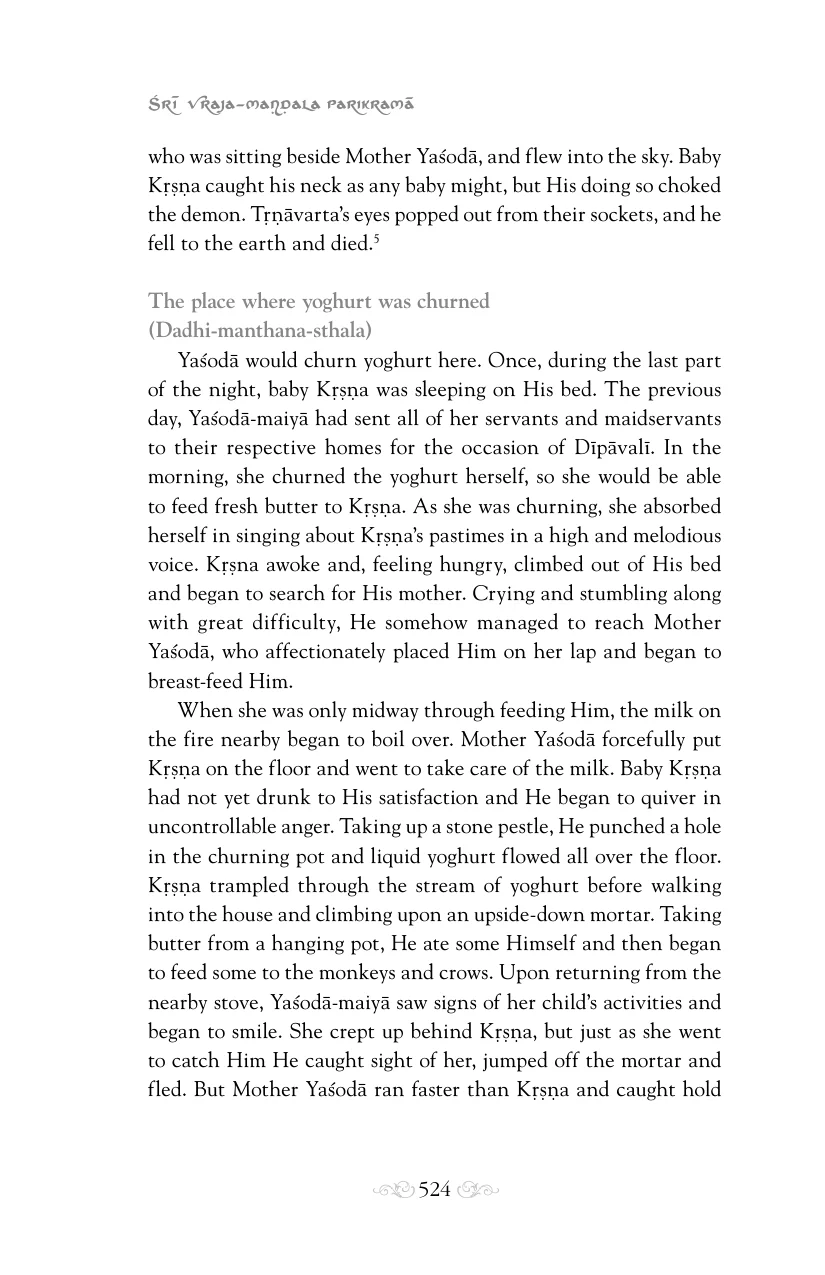 Śrī Vraja-maṇḍala Parikramā
who was sitting beside Mother Yaśodā, and flew into the sky. Baby
Kṛṣṇa caught his neck as any baby might, but His doing so choked
the demon. Tṛṇāvarta’s eyes popped out from their sockets, and he
fell to the earth and died.5
The place where yoghurt was churned
(Dadhi-manthana-sthala)
Yaśodā would churn yoghurt here. Once, during the last part
of the night, baby Kṛṣṇa was sleeping on His bed. The previous
day, Yaśodā-maiyā had sent all of her servants and maidservants
to their respective homes for the occasion of Dīpāvalī. In the
morning, she churned the yoghurt herself, so she would be able
to feed fresh butter to Kṛṣṇa. As she was churning, she absorbed
herself in singing about Kṛṣṇa’s pastimes in a high and melodious
voice. Kṛṣna awoke and, feeling hungry, climbed out of His bed
and began to search for His mother. Crying and stumbling along
with great difficulty, He somehow managed to reach Mother
Yaśodā, who affectionately placed Him on her lap and began to
breast-feed Him.
When she was only midway through feeding Him, the milk on
the fire nearby began to boil over. Mother Yaśodā forcefully put
Kṛṣṇa on the floor and went to take care of the milk. Baby Kṛṣṇa
had not yet drunk to His satisfaction and He began to quiver in
uncontrollable anger. Taking up a stone pestle, He punched a hole
in the churning pot and liquid yoghurt flowed all over the floor.
Kṛṣṇa trampled through the stream of yoghurt before walking
into the house and climbing upon an upside-down mortar. Taking
butter from a hanging pot, He ate some Himself and then began
to feed some to the monkeys and crows. Upon returning from the
nearby stove, Yaśodā-maiyā saw signs of her child’s activities and
began to smile. She crept up behind Kṛṣṇa, but just as she went
to catch Him He caught sight of her, jumped off the mortar and
fled. But Mother Yaśodā ran faster than Kṛṣṇa and caught hold
524